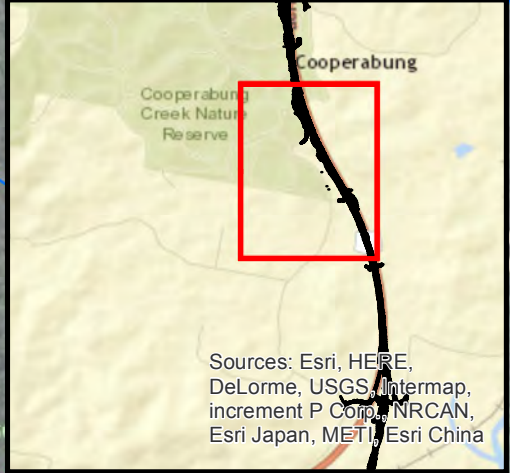 Cooperabung
Cooperabung
Creek Nature
Reserve
Sources: Esri, HERE,
DeLorme, USGS, Intermap,
increment P Corp., NRCAN,
Esri Japan, METI, Esri China